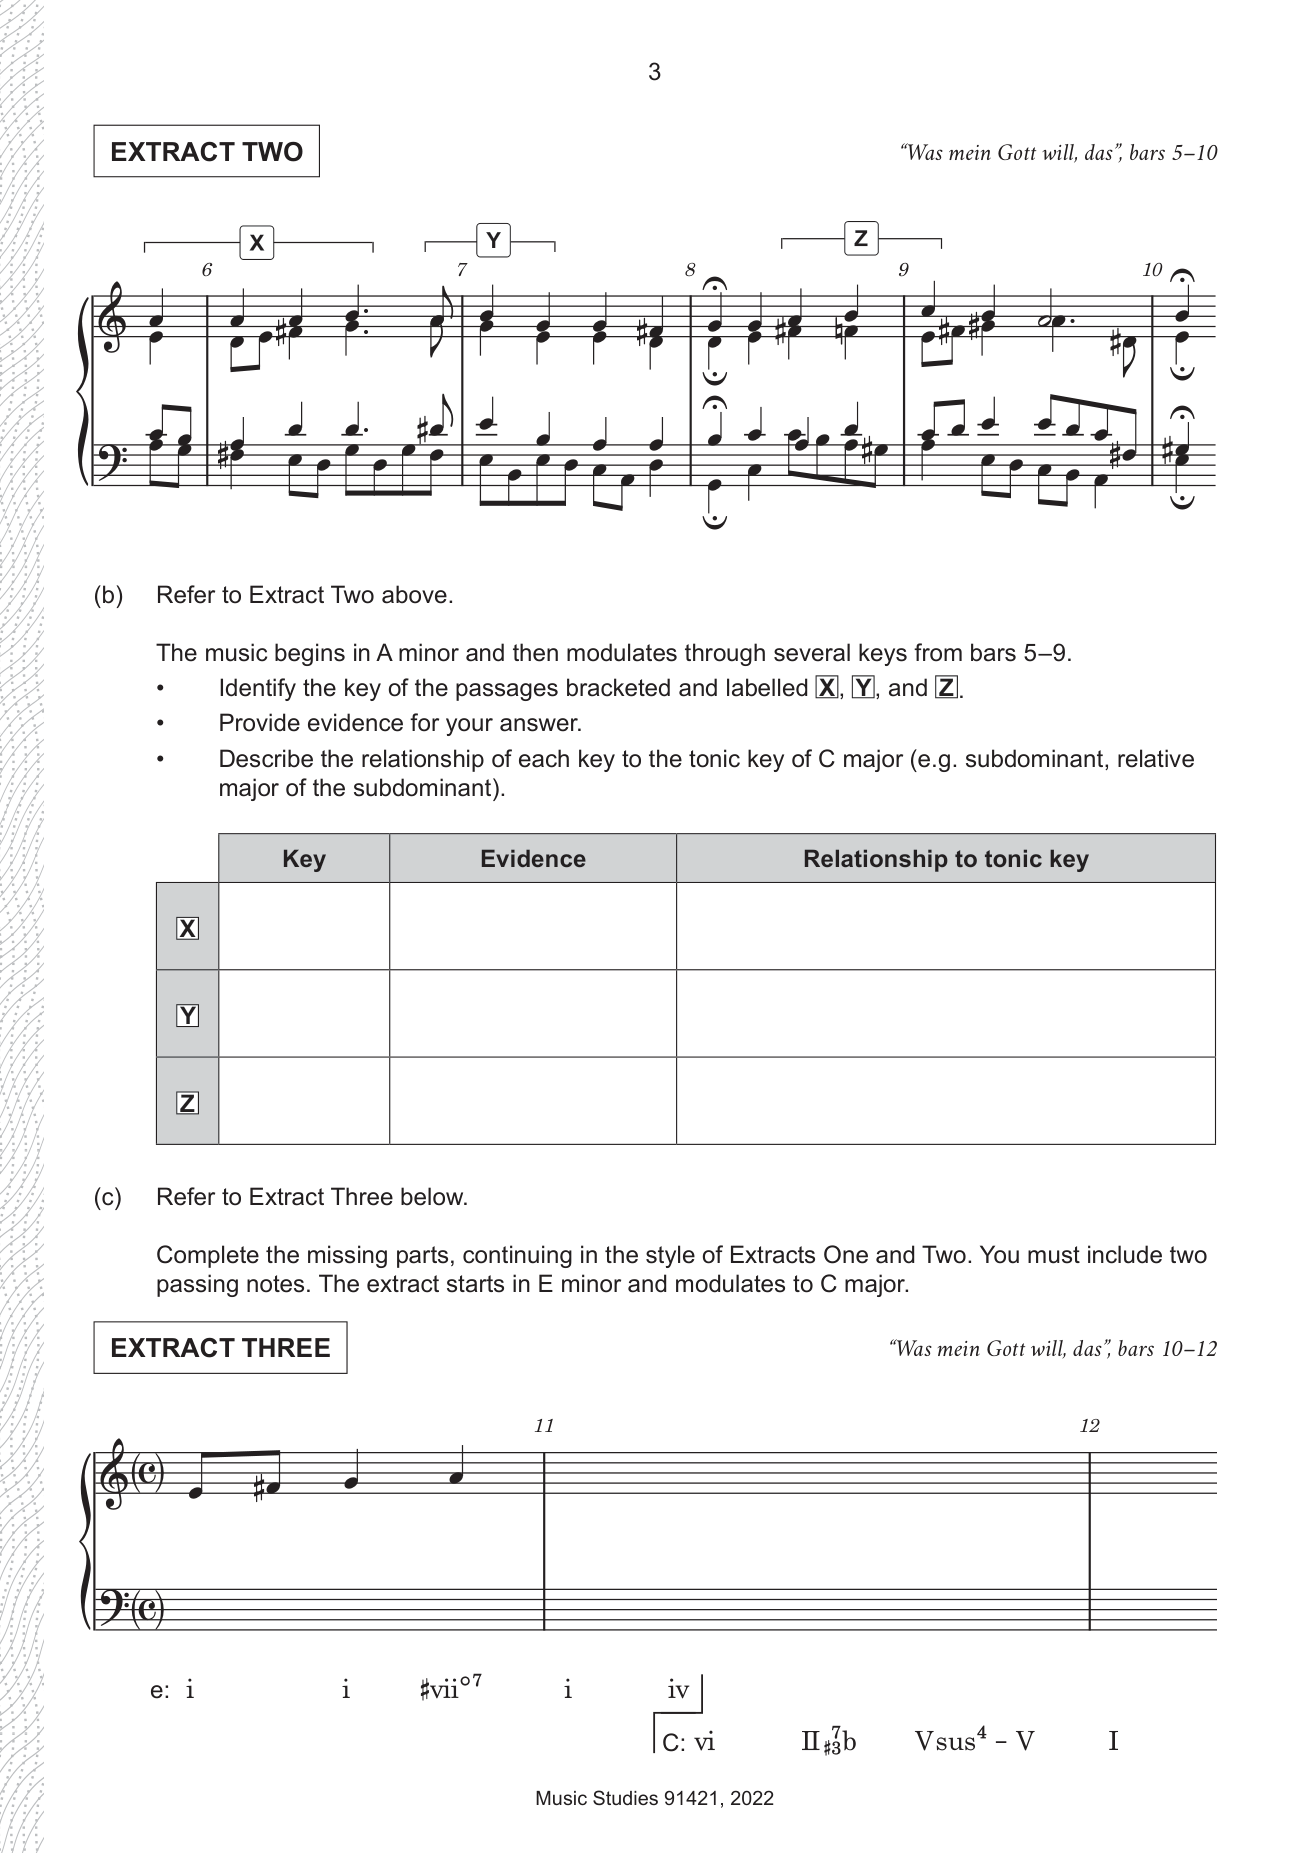 3
EXTRACT TWO
“Was mein Gott will, das”, bars 5–10
X
Y
Z
6
7
8
9
10
(b) Refer to Extract Two above.
The music begins in A minor and then modulates through several keys from bars 5–9.
• Identify the key of the passages bracketed and labelled X, Y, and Z.
• Provide evidence for your answer.
• Describe the relationship of each key to the tonic key of C major (e.g. subdominant, relative
major of the subdominant).
Key Evidence Relationship to tonic key
X
Y
Z
(c) Refer to Extract Three below.
Complete the missing parts, continuing in the style of Extracts One and Two. You must include two
passing notes. The extract starts in E minor and modulates to C major.
EXTRACT THREE
“Was mein Gott will, das”, bars 10–12
11
12
e: i i ♯vii°7 i iv
C: vi II7♯3b Vsus4 – V I
Music Studies 91421, 2022